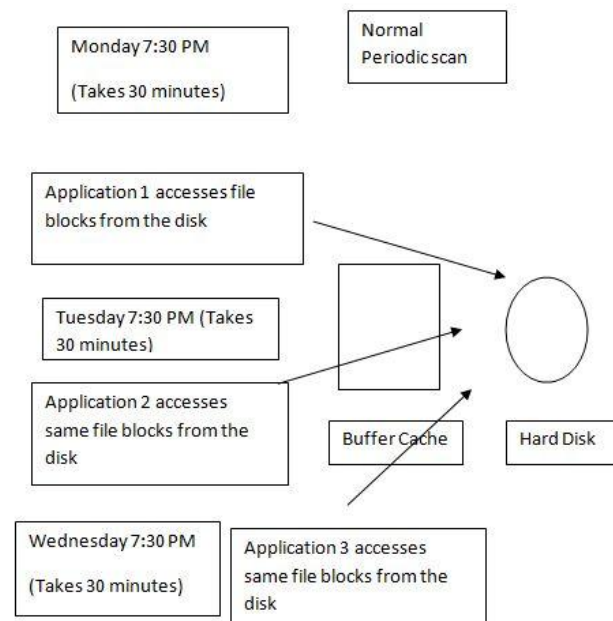 Monday 7:30 PM
(Takes 30 minutes)
Normal
Periodic scan
Application 1 accesses file
blocks from the disk
Tuesday 7:30 PM (Takes
30 minutes)
Application 2 accesses
same file blocks from the
disk
Buffer Cache
Hard Disk
Wednesday 7:30 PM
(Takes 30 minutes)
Application 3 accesses
same file blocks from the
disk